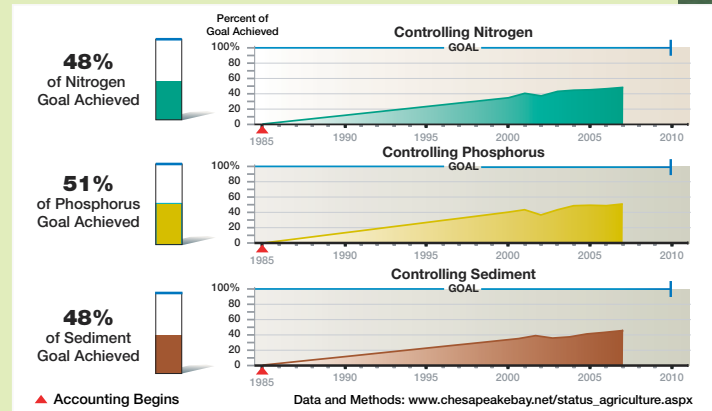 Percent of
Goal Achieved
Controlling Nitrogen
48%
of Nitrogen
Goal Achieved
100%
GOAL
80
60
40
20
0
1985
1990
1995
2000
2005
2010
Controlling Phosphorus
51%
of Phosphorus
Goal Achieved
100%
GOAL
80
60
40
20
0
1985
1990
1995
2000
2005
2010
Controlling Sediment
48%
of Sediment
Goal Achieved
100%
GOAL
80
60
40
20
0
1985
1990
1995
2000
2005
2010
Accounting Begins
Data and Methods: www.chesapeakebay.net/status_agriculture.aspx